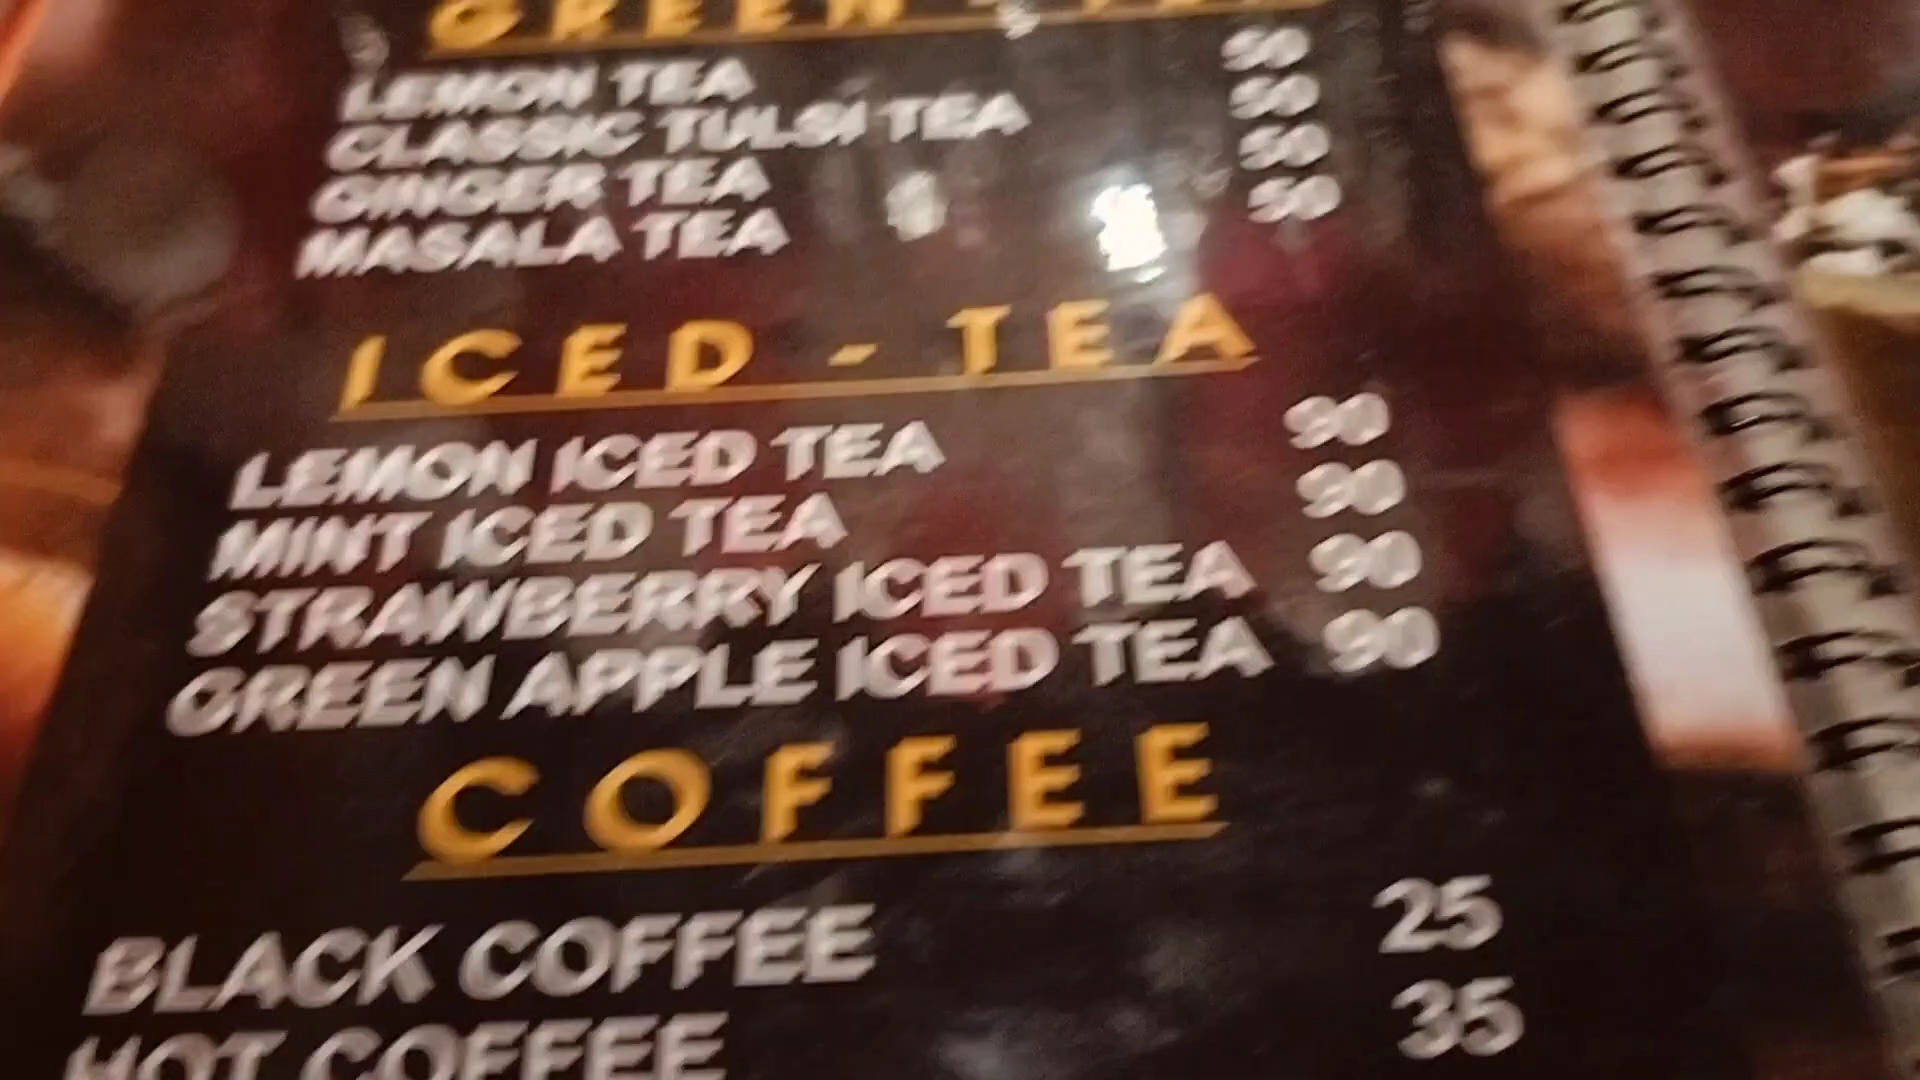 GREEN - TEA
LEMON TEA 50
CLASSIC TULSI TEA 50
GINGER TEA 50
MASALA TEA 50
ICED - TEA
LEMON ICED TEA 90
MINT ICED TEA 90
STRAWBERRY ICED TEA 90
GREEN APPLE ICED TEA 90
COFFEE
BLACK COFFEE 25
HOT COFFEE 35